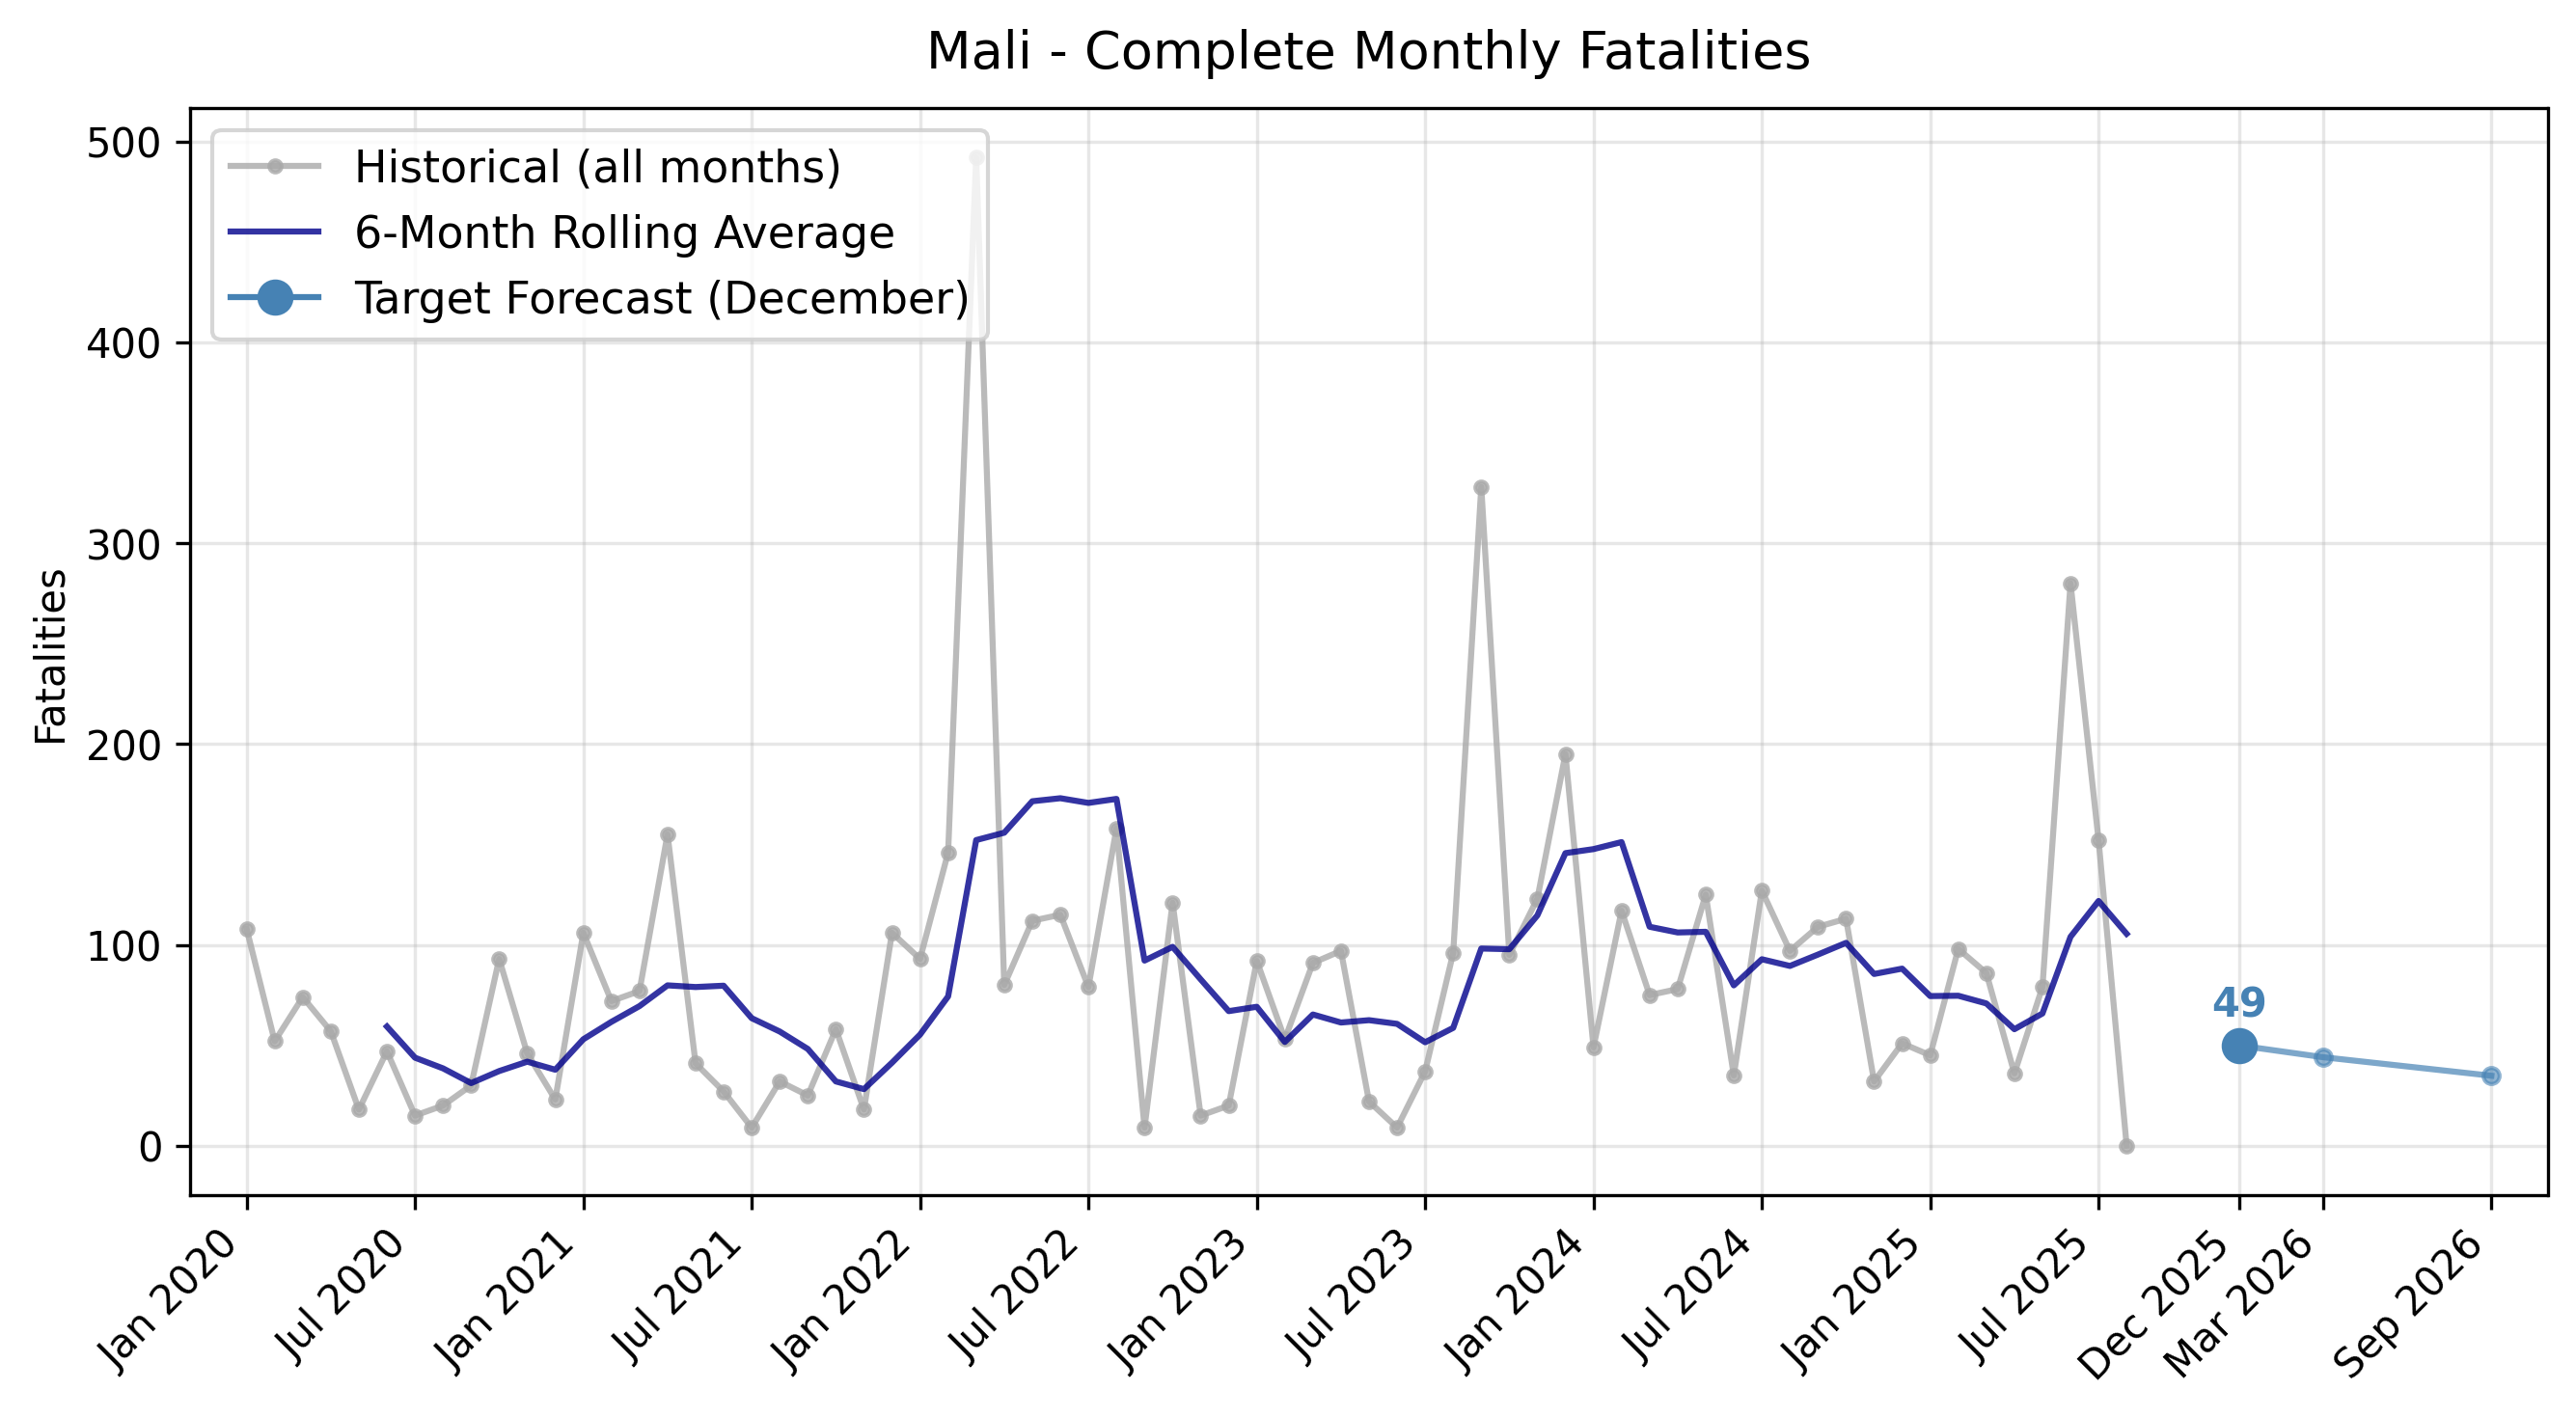 Mali - Complete Monthly Fatalities
Historical (all months)
6-Month Rolling Average
Target Forecast (December)
Fatalities
500
400
300
200
100
0
49
Jan 2020
Jul 2020
Jan 2021
Jul 2021
Jan 2022
Jul 2022
Jan 2023
Jul 2023
Jan 2024
Jul 2024
Jan 2025
Jul 2025
Dec 2025
Mar 2026
Sep 2026